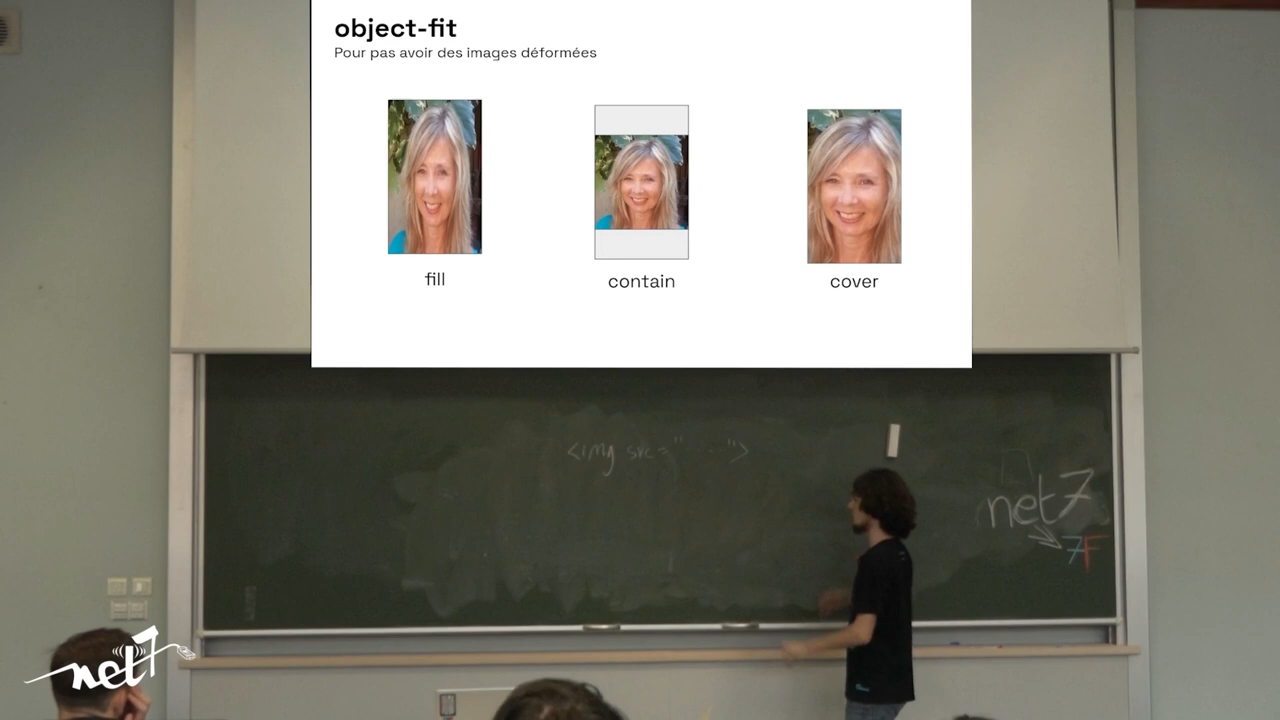 object-fit
Pour pas avoir des images déformées
fill
contain
cover
<img src=" . . . ">
net7
7F
net7